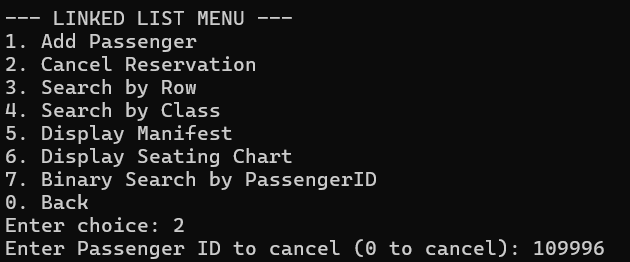 --- LINKED LIST MENU ---
1. Add Passenger
2. Cancel Reservation
3. Search by Row
4. Search by Class
5. Display Manifest
6. Display Seating Chart
7. Binary Search by PassengerID
0. Back
Enter choice: 2
Enter Passenger ID to cancel (0 to cancel): 109996